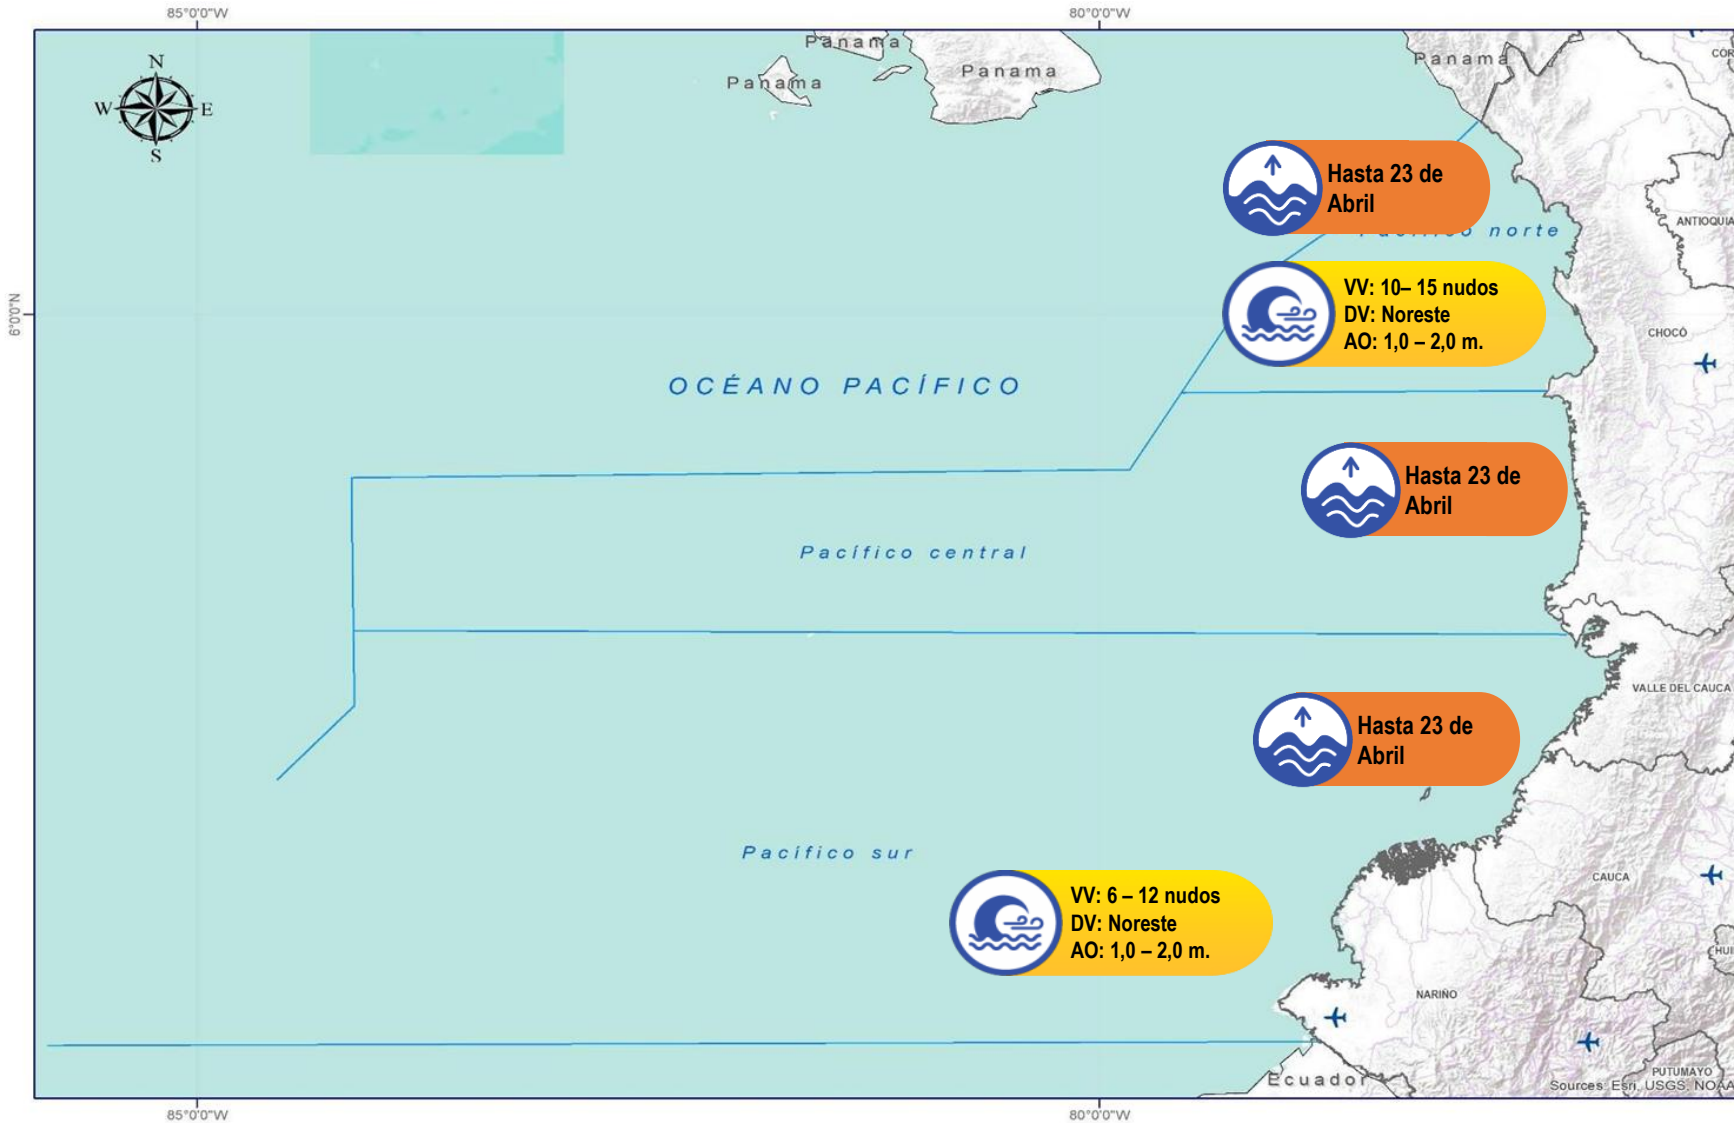 85°0'0"W
80°0'0"W
N
W
E
S
Panama
Panama
Panama
Panama
Hasta 23 de
Abril
ANTIOQUIA
norte
6°0'0"N
VV: 10– 15 nudos
DV: Noreste
AO: 1,0 – 2,0 m.
CHOCÓ
OCÉANO PACÍFICO
Hasta 23 de
Abril
Pacífico central
VALLE DEL CAUCA
Hasta 23 de
Abril
Pacífico sur
CAUCA
VV: 6 – 12 nudos
DV: Noreste
AO: 1,0 – 2,0 m.
HUI
NARIÑO
PUTUMAYO
Ecuador
Sources: Esri, USGS, NOAA
85°0'0"W
80°0'0"W